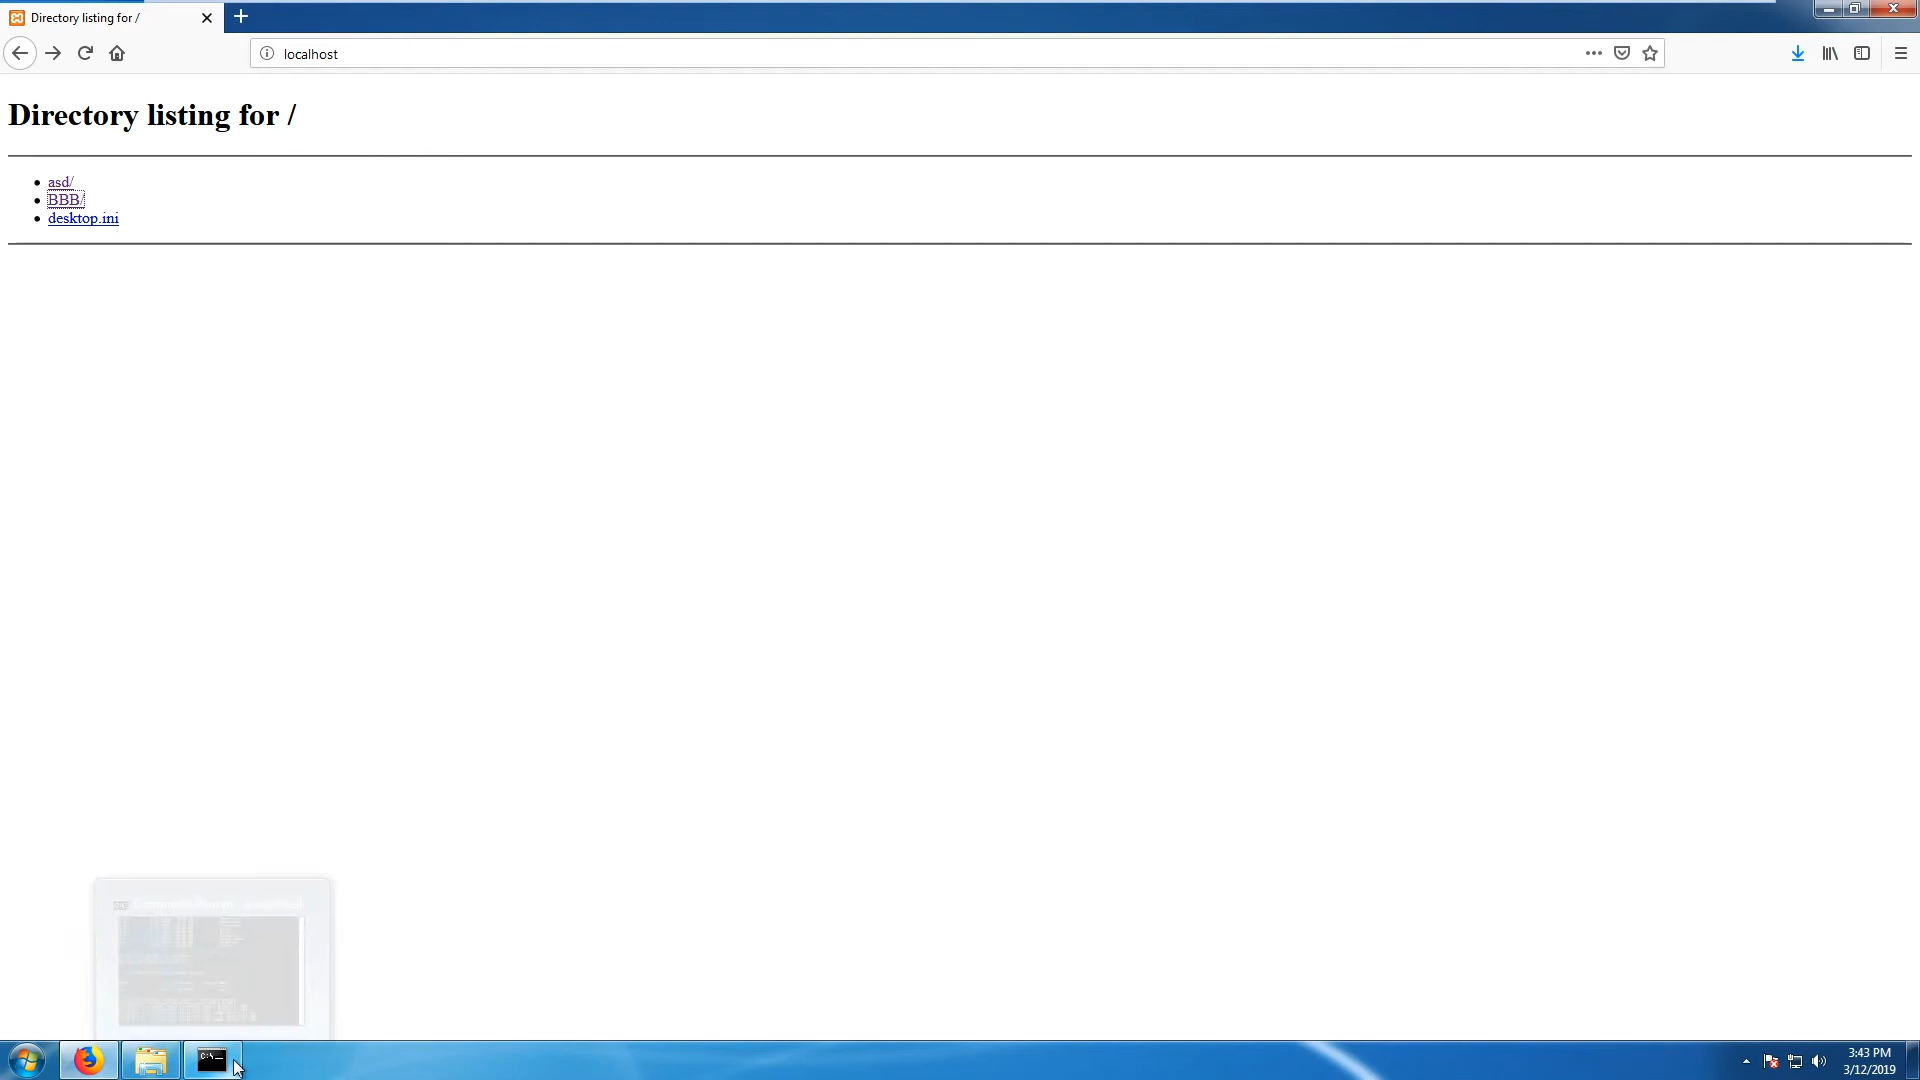 Directory listing for /
localhost
Directory listing for /
asd/
BBB/
desktop.ini
C:\_
3:43 PM
3/12/2019